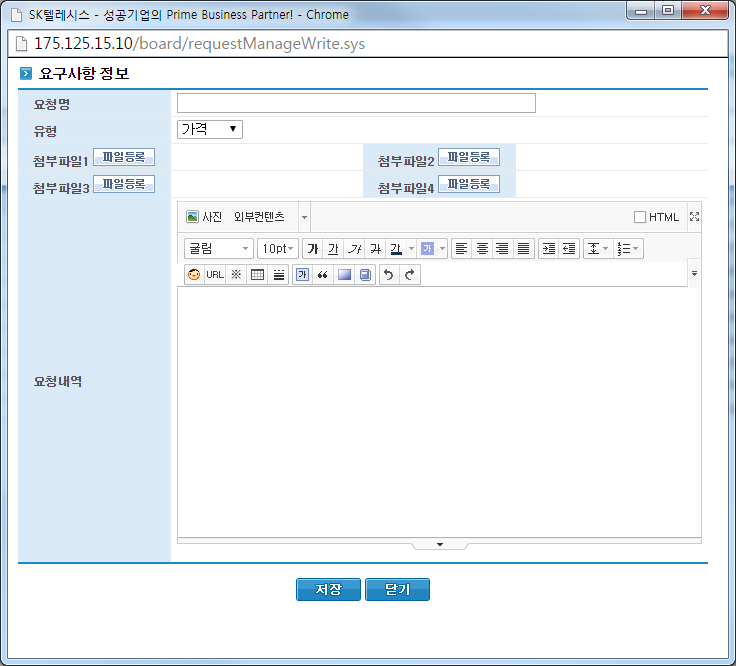 SK텔레시스 - 성공기업의 Prime Business Partner! - Chrome
175.125.15.10/board/requestManageWrite.sys
요구사항 정보
요청명
유형 가격
첨부파일1 파일등록 첨부파일2 파일등록
첨부파일3 파일등록 첨부파일4 파일등록
사진 외부컨텐츠 HTML
굴림 10pt 가 가 가 가 가 가
URL ※ 가 “
요청내역
저장 닫기